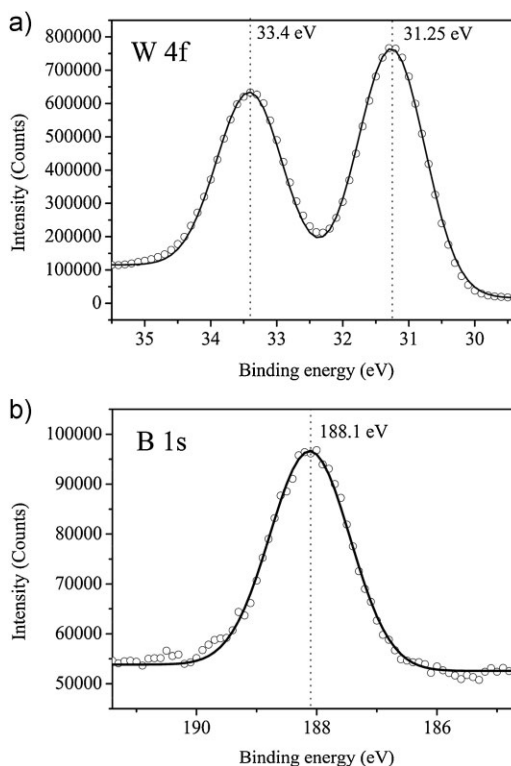 a)
W 4f
33.4 eV
31.25 eV
Intensity (Counts)
800000
700000
600000
500000
400000
300000
200000
100000
0
35 34 33 32 31 30
Binding energy (eV)
b)
B 1s
188.1 eV
Intensity (Counts)
100000
90000
80000
70000
60000
50000
190 188 186
Binding energy (eV)